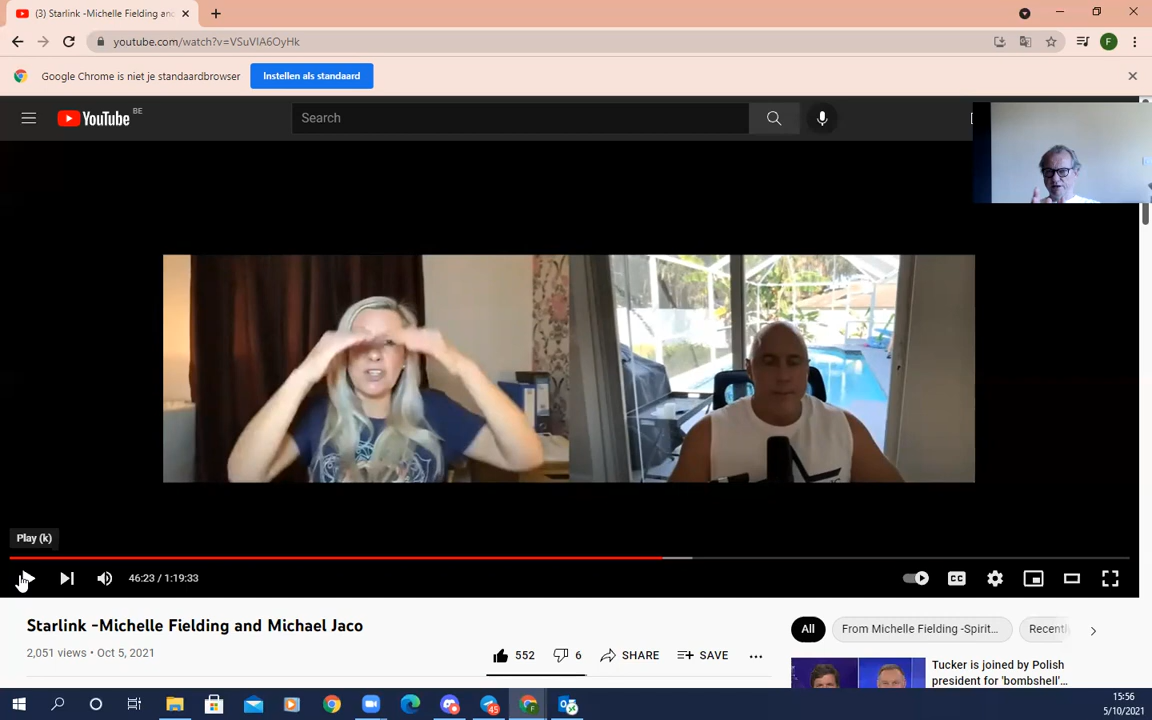 (3) Starlink -Michelle Fielding and
youtube.com/watch?v=VSuVIA6OyHk
F
Google Chrome is niet je standaardbrowser
Instellen als standaard
YouTube BE
Search
Play (k)
46:23 / 1:19:33
CC
Starlink -Michelle Fielding and Michael Jaco
2,051 views • Oct 5, 2021
552
6
SHARE
SAVE
All
From Michelle Fielding -Spirit...
Recently
Tucker is joined by Polish
president for 'bombshell'...
45
15:56
5/10/2021